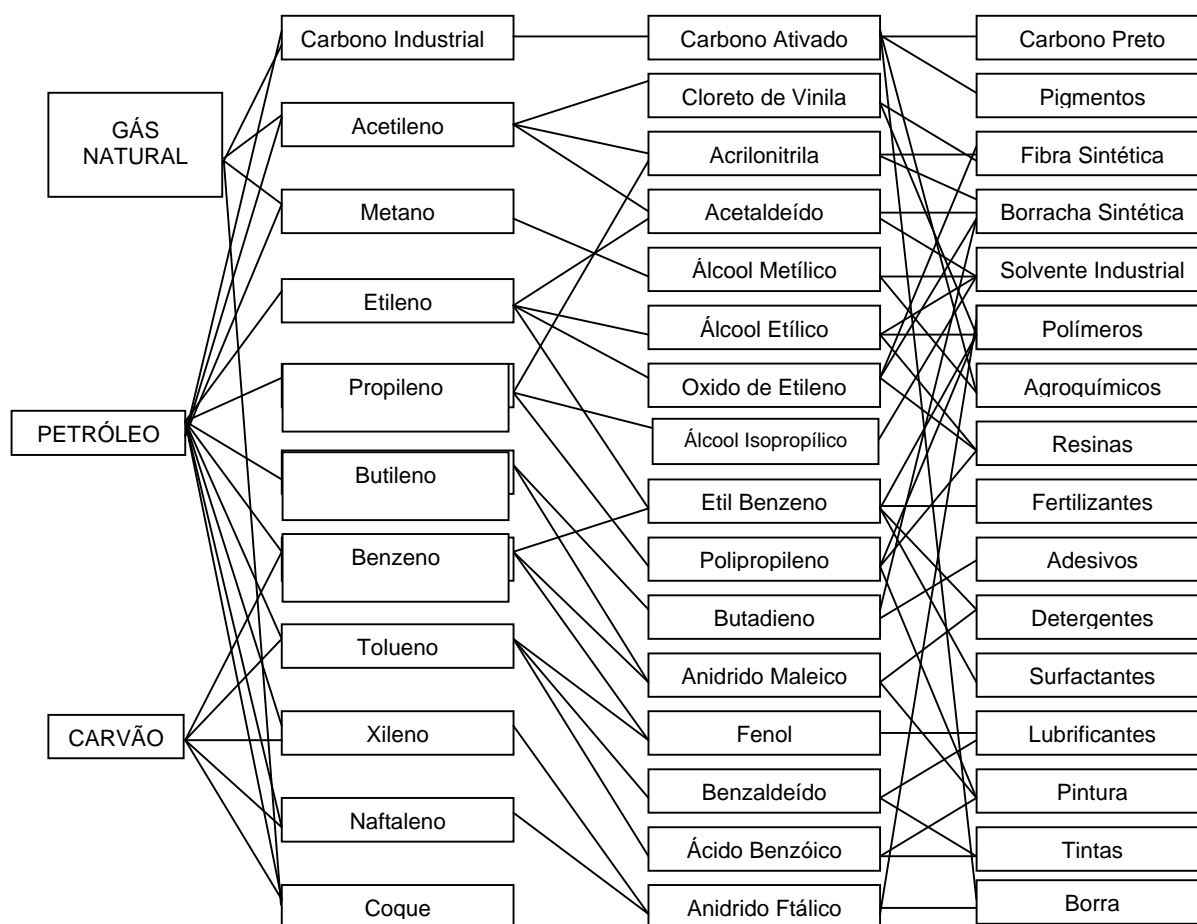 GÁS
NATURAL
PETRÓLEO
CARVÃO
Carbono Industrial
Acetileno
Metano
Etileno
Propileno
Butileno
Benzeno
Tolueno
Xileno
Naftaleno
Coque
Carbono Ativado
Cloreto de Vinila
Acrilonitrila
Acetaldeído
Álcool Metílico
Álcool Etílico
Oxido de Etileno
Álcool Isopropílico
Etil Benzeno
Polipropileno
Butadieno
Anidrido Maleico
Fenol
Benzaldeído
Ácido Benzóico
Anidrido Ftálico
Carbono Preto
Pigmentos
Fibra Sintética
Borracha Sintética
Solvente Industrial
Polímeros
Agroquímicos
Resinas
Fertilizantes
Adesivos
Detergentes
Surfactantes
Lubrificantes
Pintura
Tintas
Borra